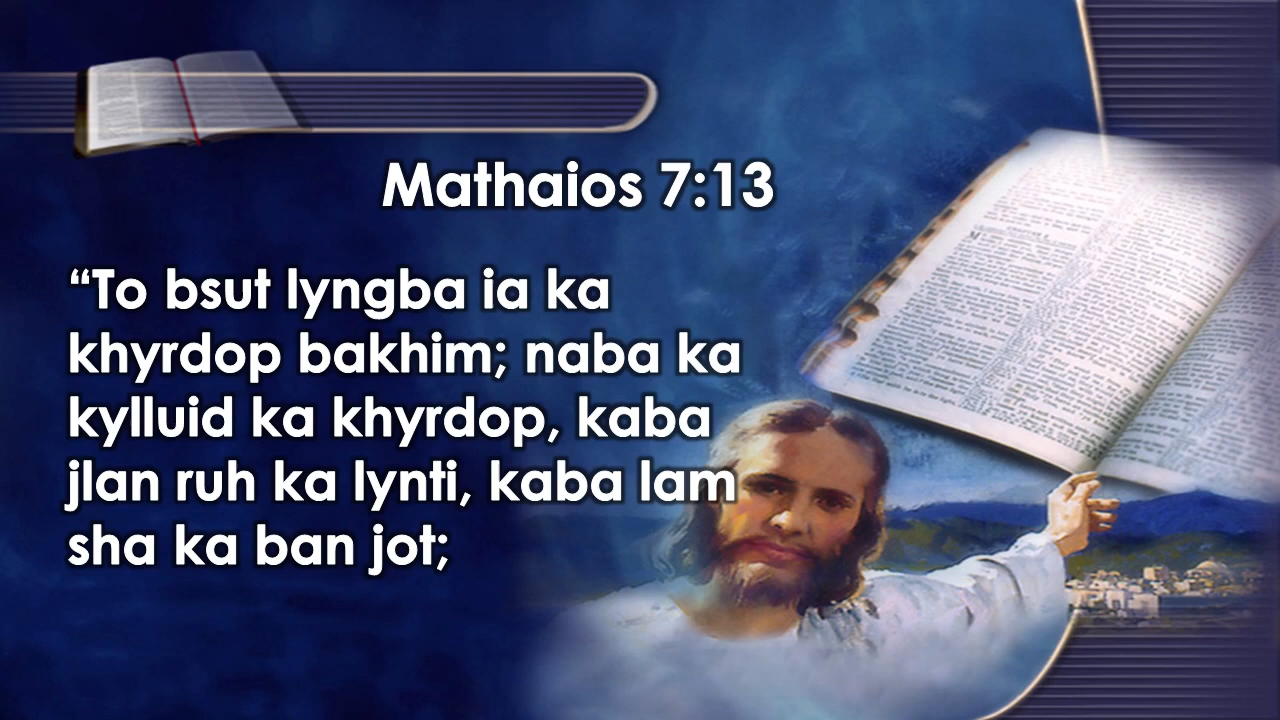 Mathaios 7:13
“To bsut lyngba ia ka
khyrdop bakhim; naba ka
kylluid ka khyrdop, kaba
jlan ruh ka lynti, kaba lam
sha ka ban jot;